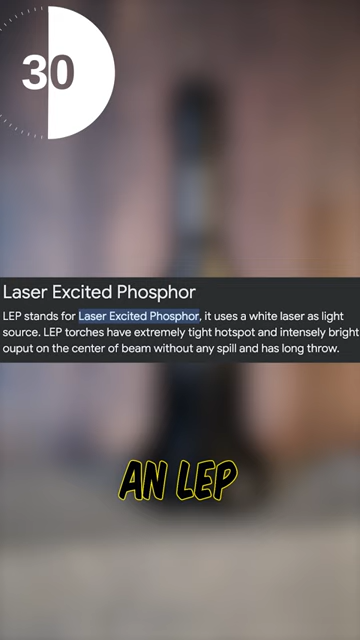 30
Laser Excited Phosphor
LEP stands for Laser Excited Phosphor, it uses a white laser as light
source. LEP torches have extremely tight hotspot and intensely bright
ouput on the center of beam without any spill and has long throw.
AN LEP